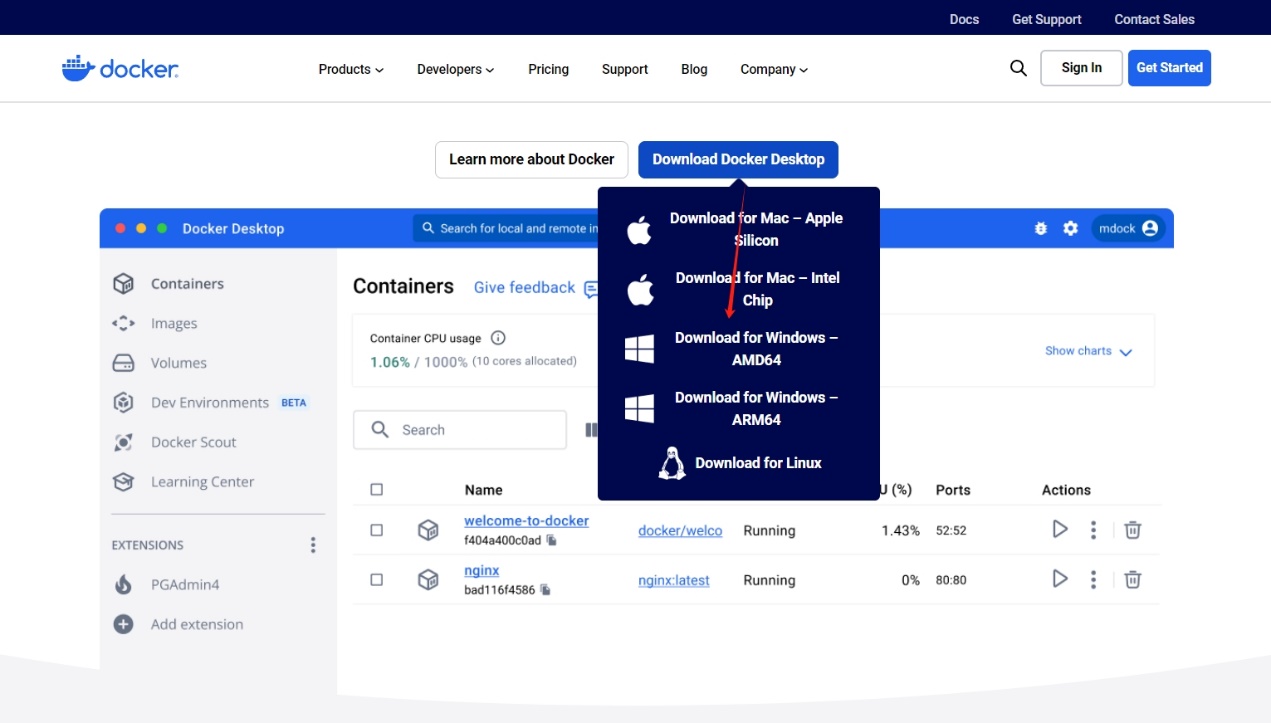 Docs Get Support Contact Sales
docker Products Developers Pricing Support Blog Company Sign In Get Started
Learn more about Docker Download Docker Desktop
Docker Desktop Search for local and remote in mdock
Download for Mac – Apple
Silicon
Download for Mac – Intel
Chip
Download for Windows –
AMD64
Download for Windows –
ARM64
Download for Linux
Containers
Images
Volumes
Dev Environments BETA
Docker Scout
Learning Center
EXTENSIONS
PGAdmin4
Add extension
Containers Give feedback
Container CPU usage
1.06% / 1000% (10 cores allocated)
Show charts
Search
Name U (%) Ports Actions
welcome-to-docker docker/welco Running 1.43% 52:52
f404a400c0ad
nginx nginx:latest Running 0% 80:80
bad116f4586